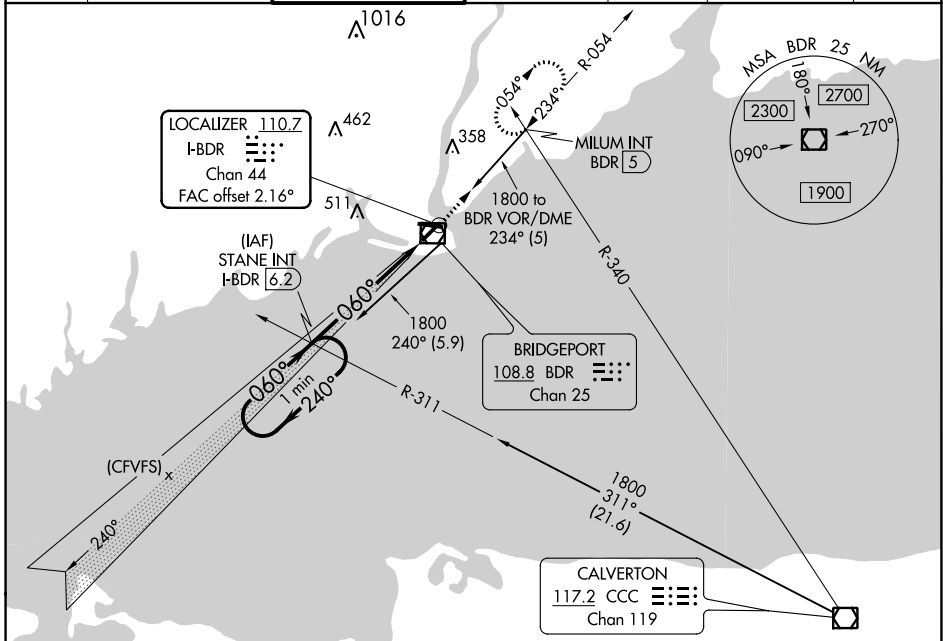 1016
MSA BDR 25 NM
180°
2300
2700
090°
270°
1900
R-054
054°
234°
LOCALIZER 110.7
I-BDR
Chan 44
FAC offset 2.16°
462
358
511
MILUM INT
BDR 5
1800 to
BDR VOR/DME
234° (5)
(IAF)
STANE INT
I-BDR 6.2
R-340
060°
1800
240° (5.9)
BRIDGEPORT
108.8 BDR
Chan 25
060°
1 min
240°
R-311
(CFVFS)
x
240°
1800
311°
(21.6)
CALVERTON
117.2 CCC
Chan 119